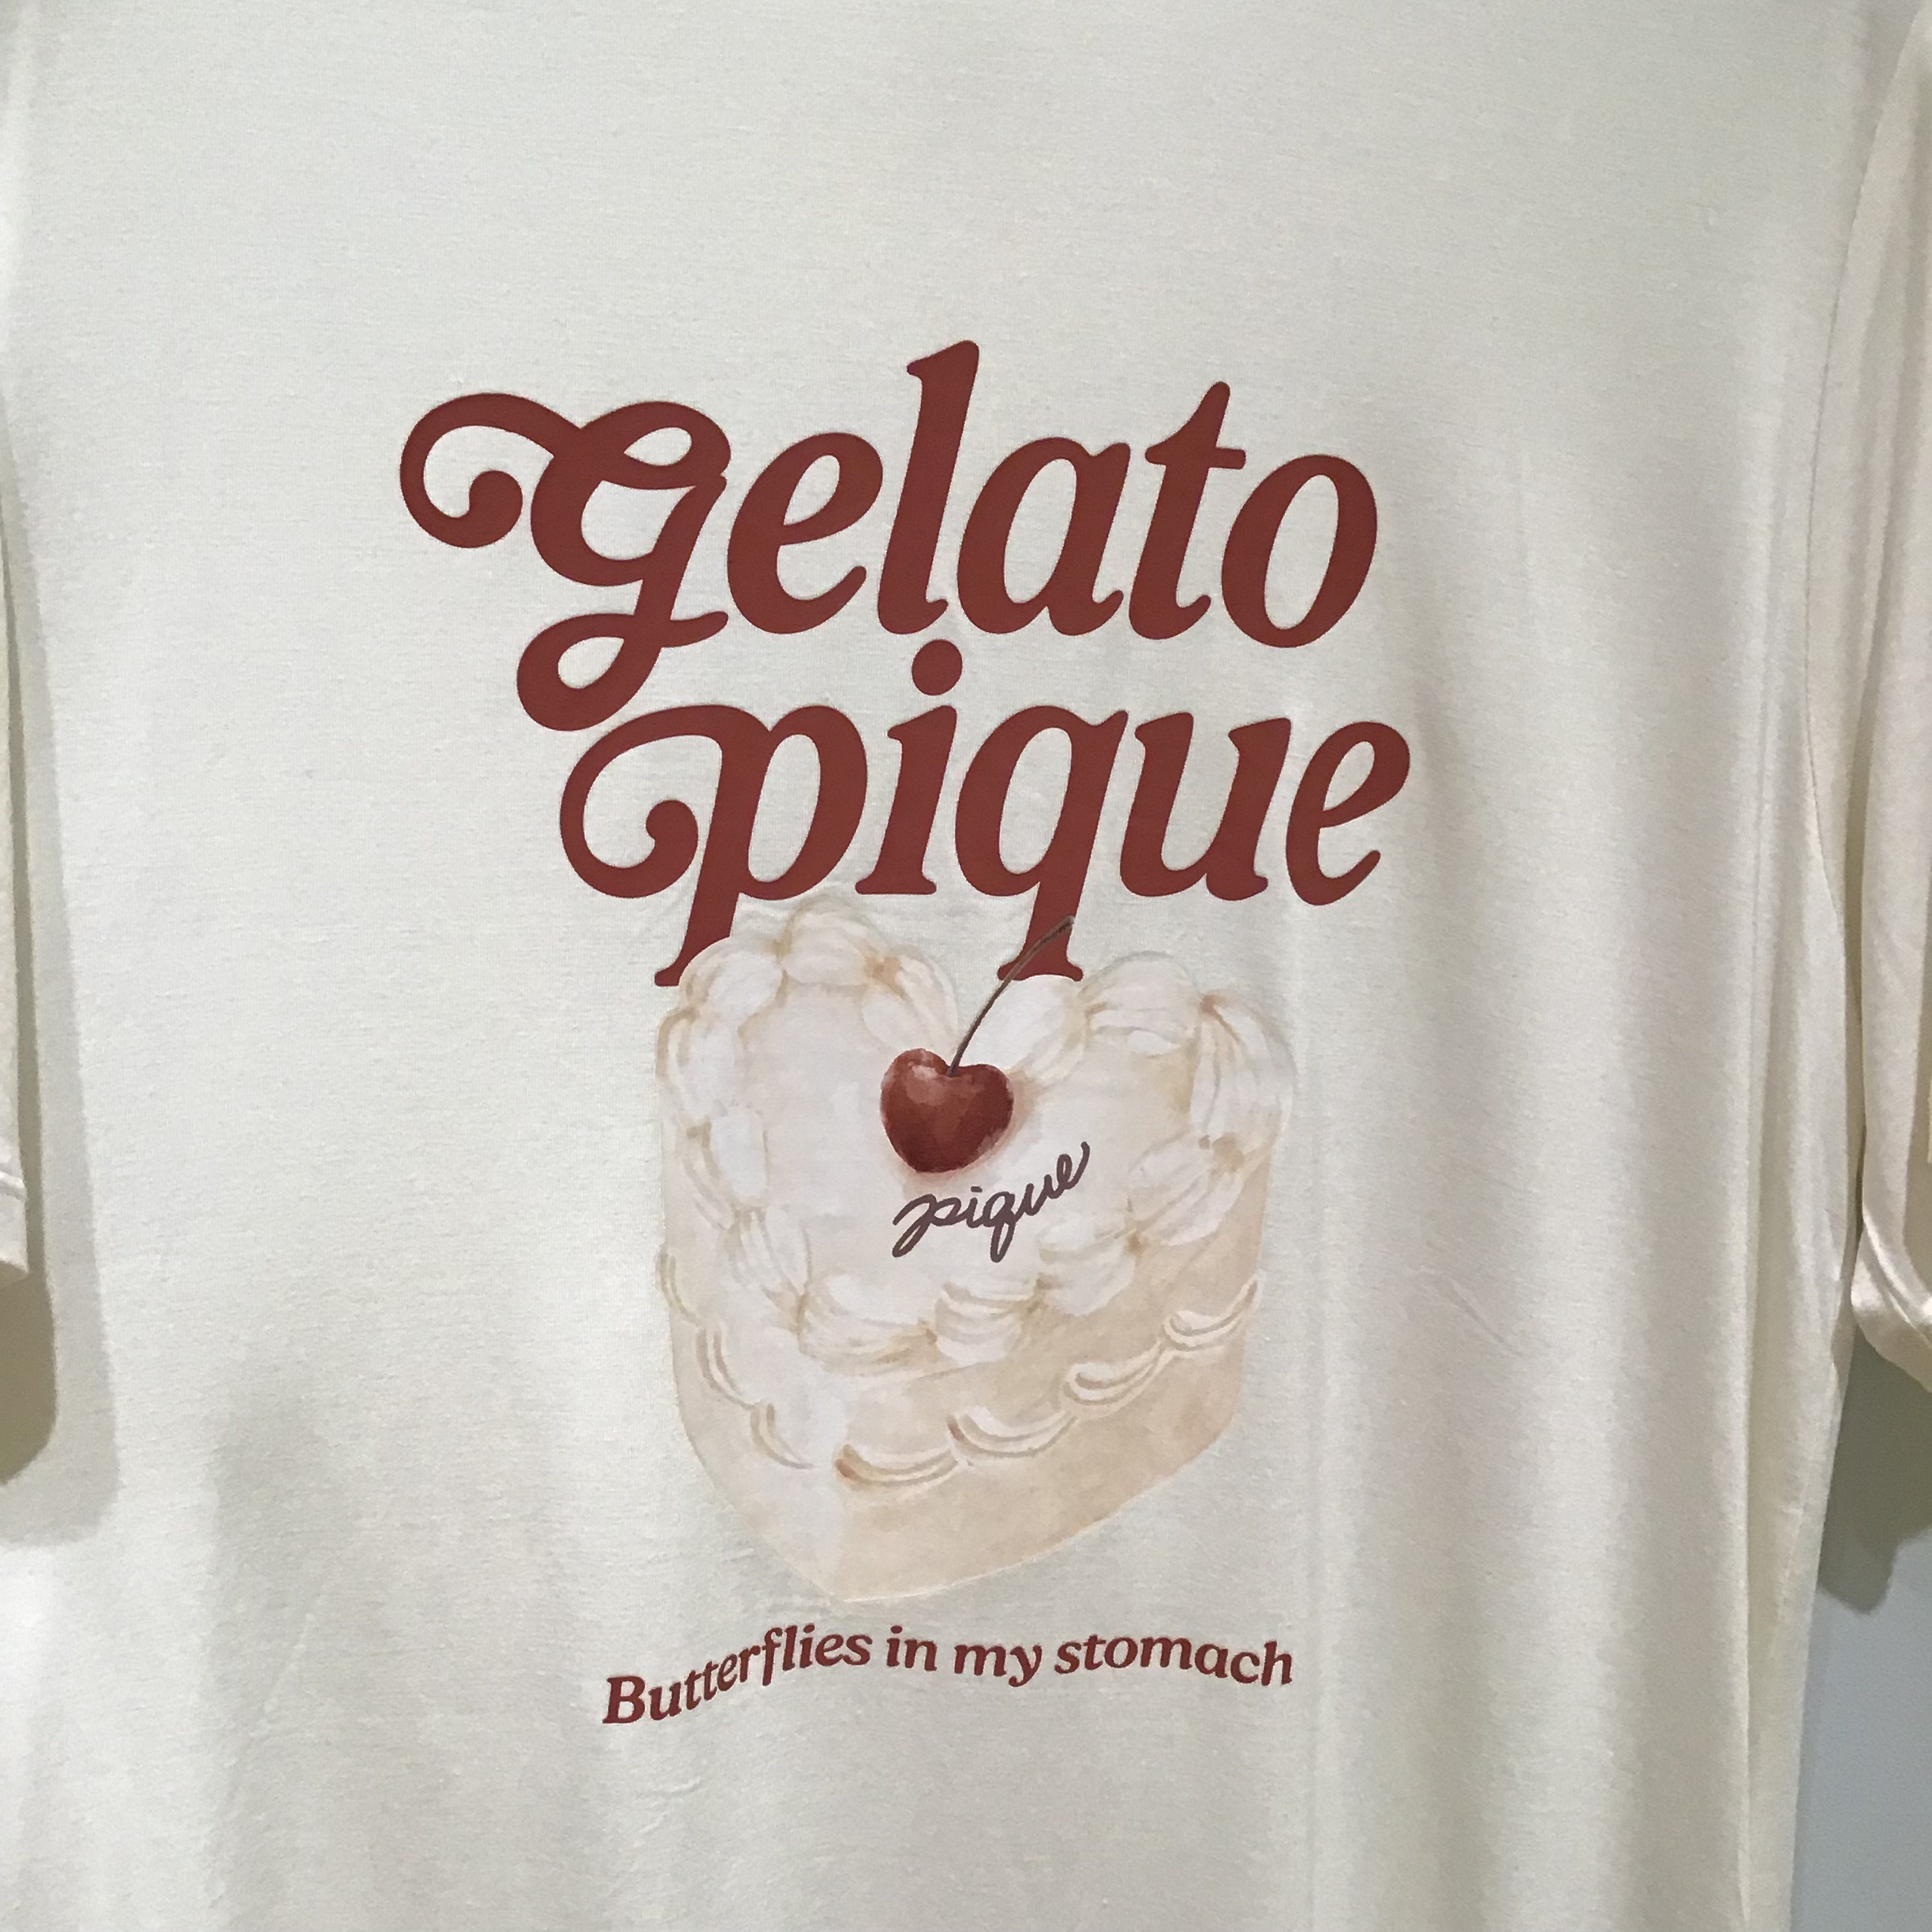 Gelato
pique
pique
Butterflies in my stomach